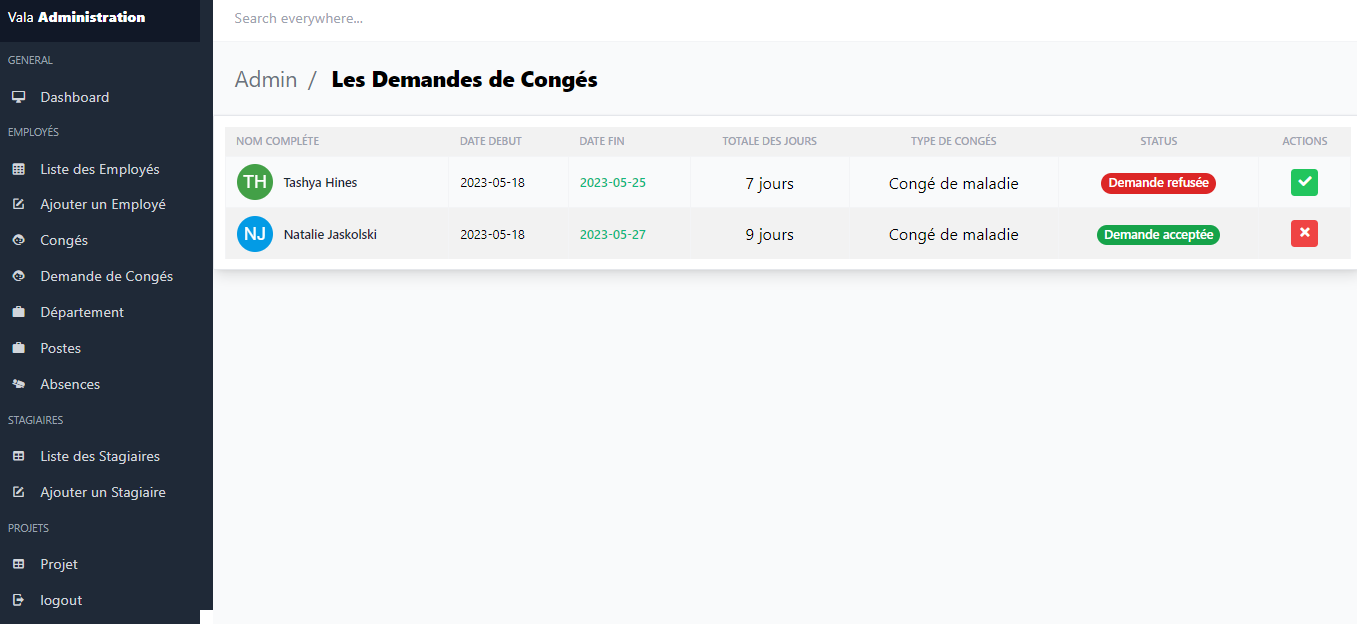 Vala Administration
Search everywhere...
GENERAL
Dashboard
EMPLOYÉS
Liste des Employés
Ajouter un Employé
Congés
Demande de Congés
Département
Postes
Absences
STAGIAIRES
Liste des Stagiaires
Ajouter un Stagiaire
PROJETS
Projet
logout
Admin / Les Demandes de Congés
NOM COMPLÉTE DATE DEBUT DATE FIN TOTALE DES JOURS TYPE DE CONGÉS STATUS ACTIONS
TH Tashya Hines 2023-05-18 2023-05-25 7 jours Congé de maladie Demande refusée
NJ Natalie Jaskolski 2023-05-18 2023-05-27 9 jours Congé de maladie Demande acceptée